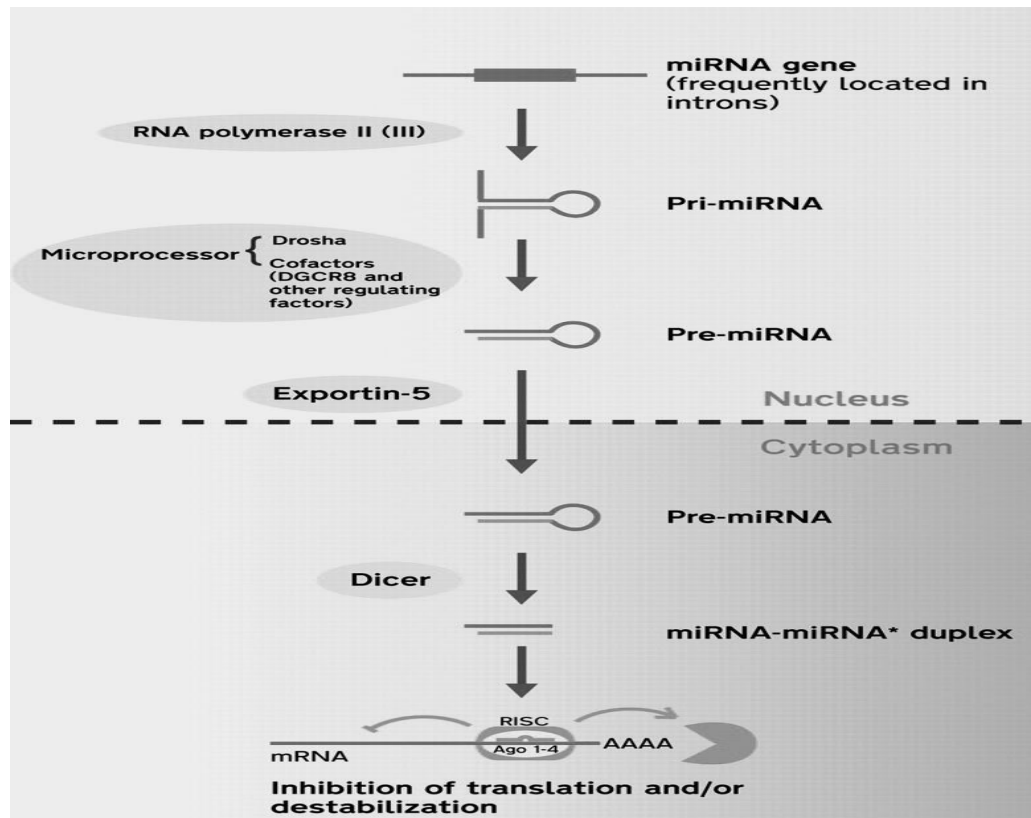 miRNA gene
(frequently located in
introns)
RNA polymerase II (III)
Pri-miRNA
Microprocessor {
Drosha
Cofactors
(DGCR8 and
other regulating
factors)
Pre-miRNA
Exportin-5
Nucleus
Cytoplasm
Pre-miRNA
Dicer
miRNA-miRNA* duplex
RISC
Ago 1-4
AAAA
mRNA
Inhibition of translation and/or
destabilization